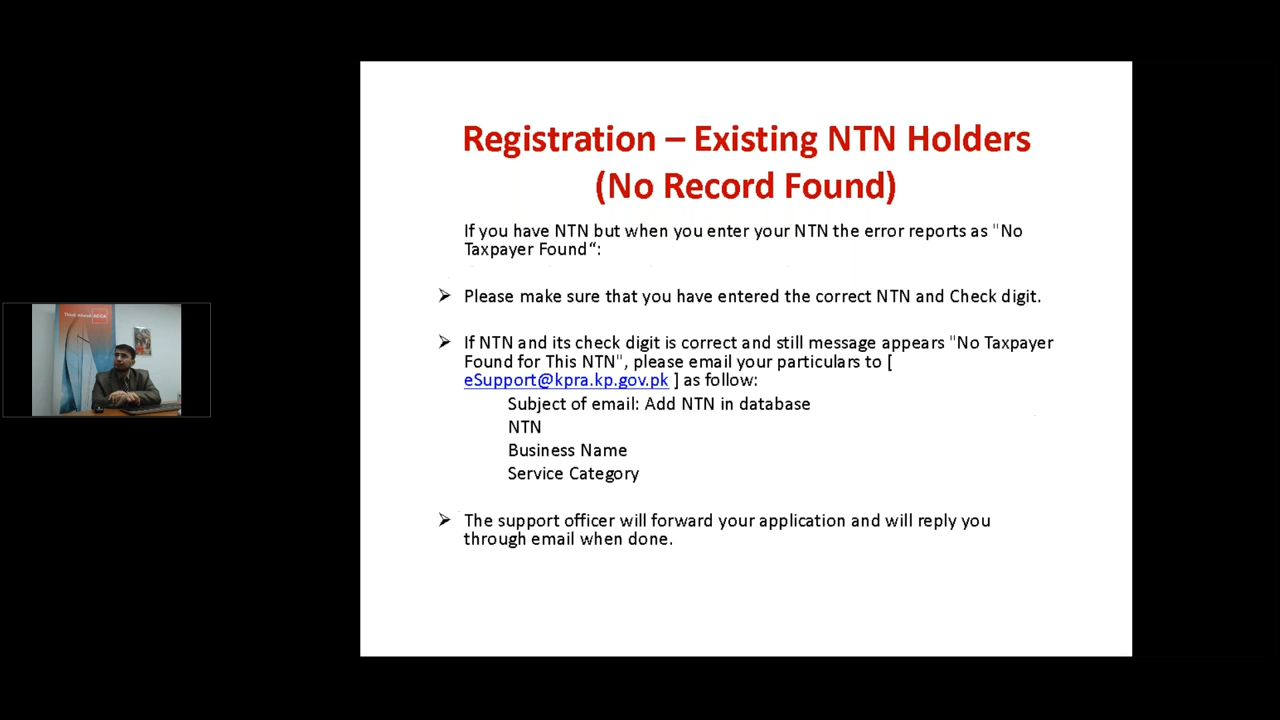 Registration – Existing NTN Holders
(No Record Found)
If you have NTN but when you enter your NTN the error reports as "No
Taxpayer Found“:
➢ Please make sure that you have entered the correct NTN and Check digit.
➢ If NTN and its check digit is correct and still message appears "No Taxpayer
Found for This NTN", please email your particulars to [
eSupport@kpra.kp.gov.pk ] as follow:
Subject of email: Add NTN in database
NTN
Business Name
Service Category
➢ The support officer will forward your application and will reply you
through email when done.
Think Ahead ACCA